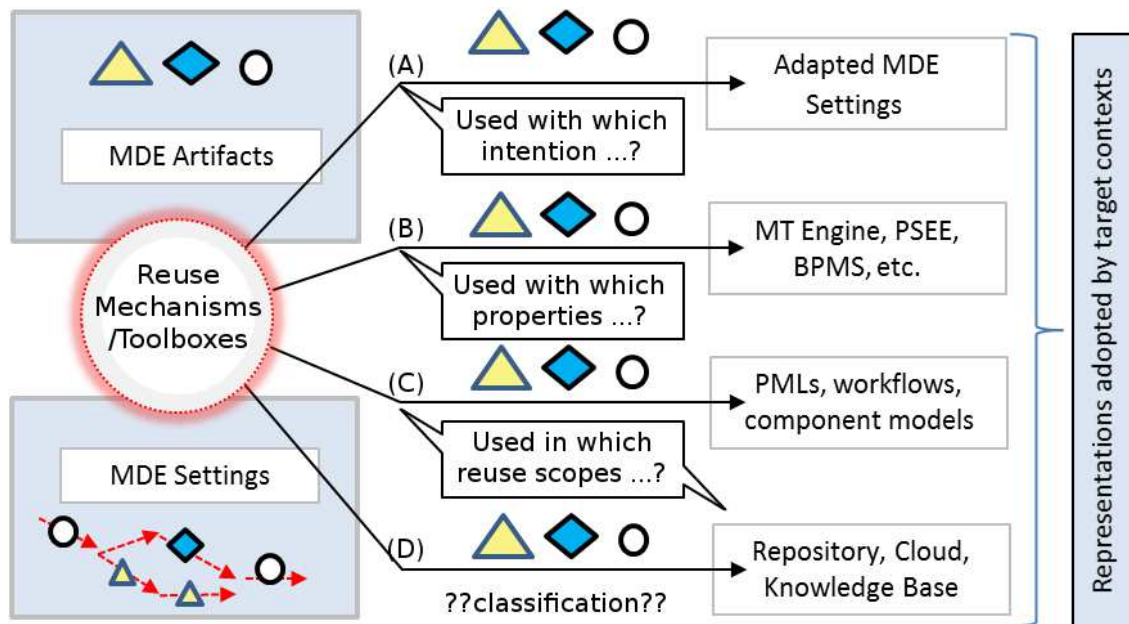 MDE Artifacts
Reuse
Mechanisms
/Toolboxes
MDE Settings
(A)
Used with which
intention ...?
Adapted MDE
Settings
(B)
Used with which
properties ...?
MT Engine, PSEE,
BPMS, etc.
(C)
Used in which
reuse scopes ...?
PMLs, workflows,
component models
(D)
??classification??
Repository, Cloud,
Knowledge Base
Representations adopted by target contexts